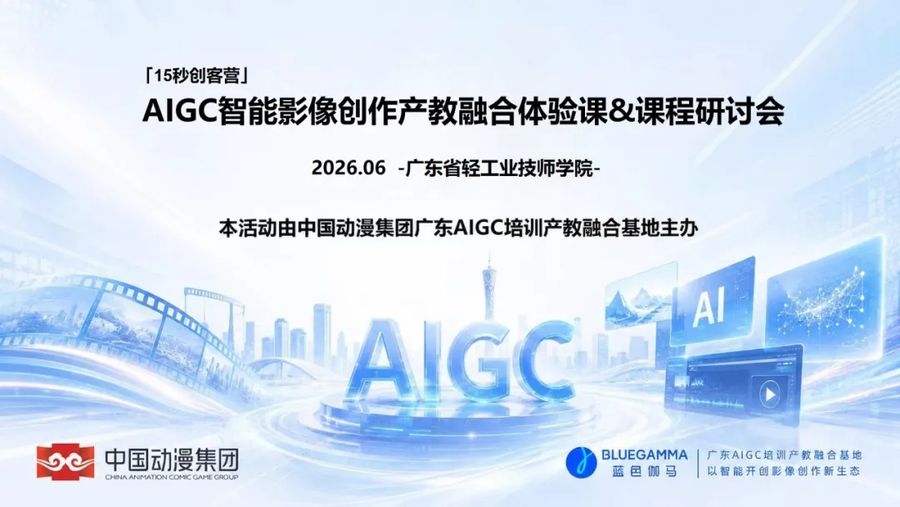 「15秒创客营」
AIGC智能影像创作产教融合体验课&课程研讨会
2026.06 -广东省轻工业技师学院-
本活动由中国动漫集团广东AIGC培训产教融合基地主办
AI
AIGC
中国动漫集团
CHINA ANIMATION COMIC GAME GROUP
BLUEGAMMA
蓝色伽马
广东AIGC培训产教融合基地
以智能开创影像创作新生态